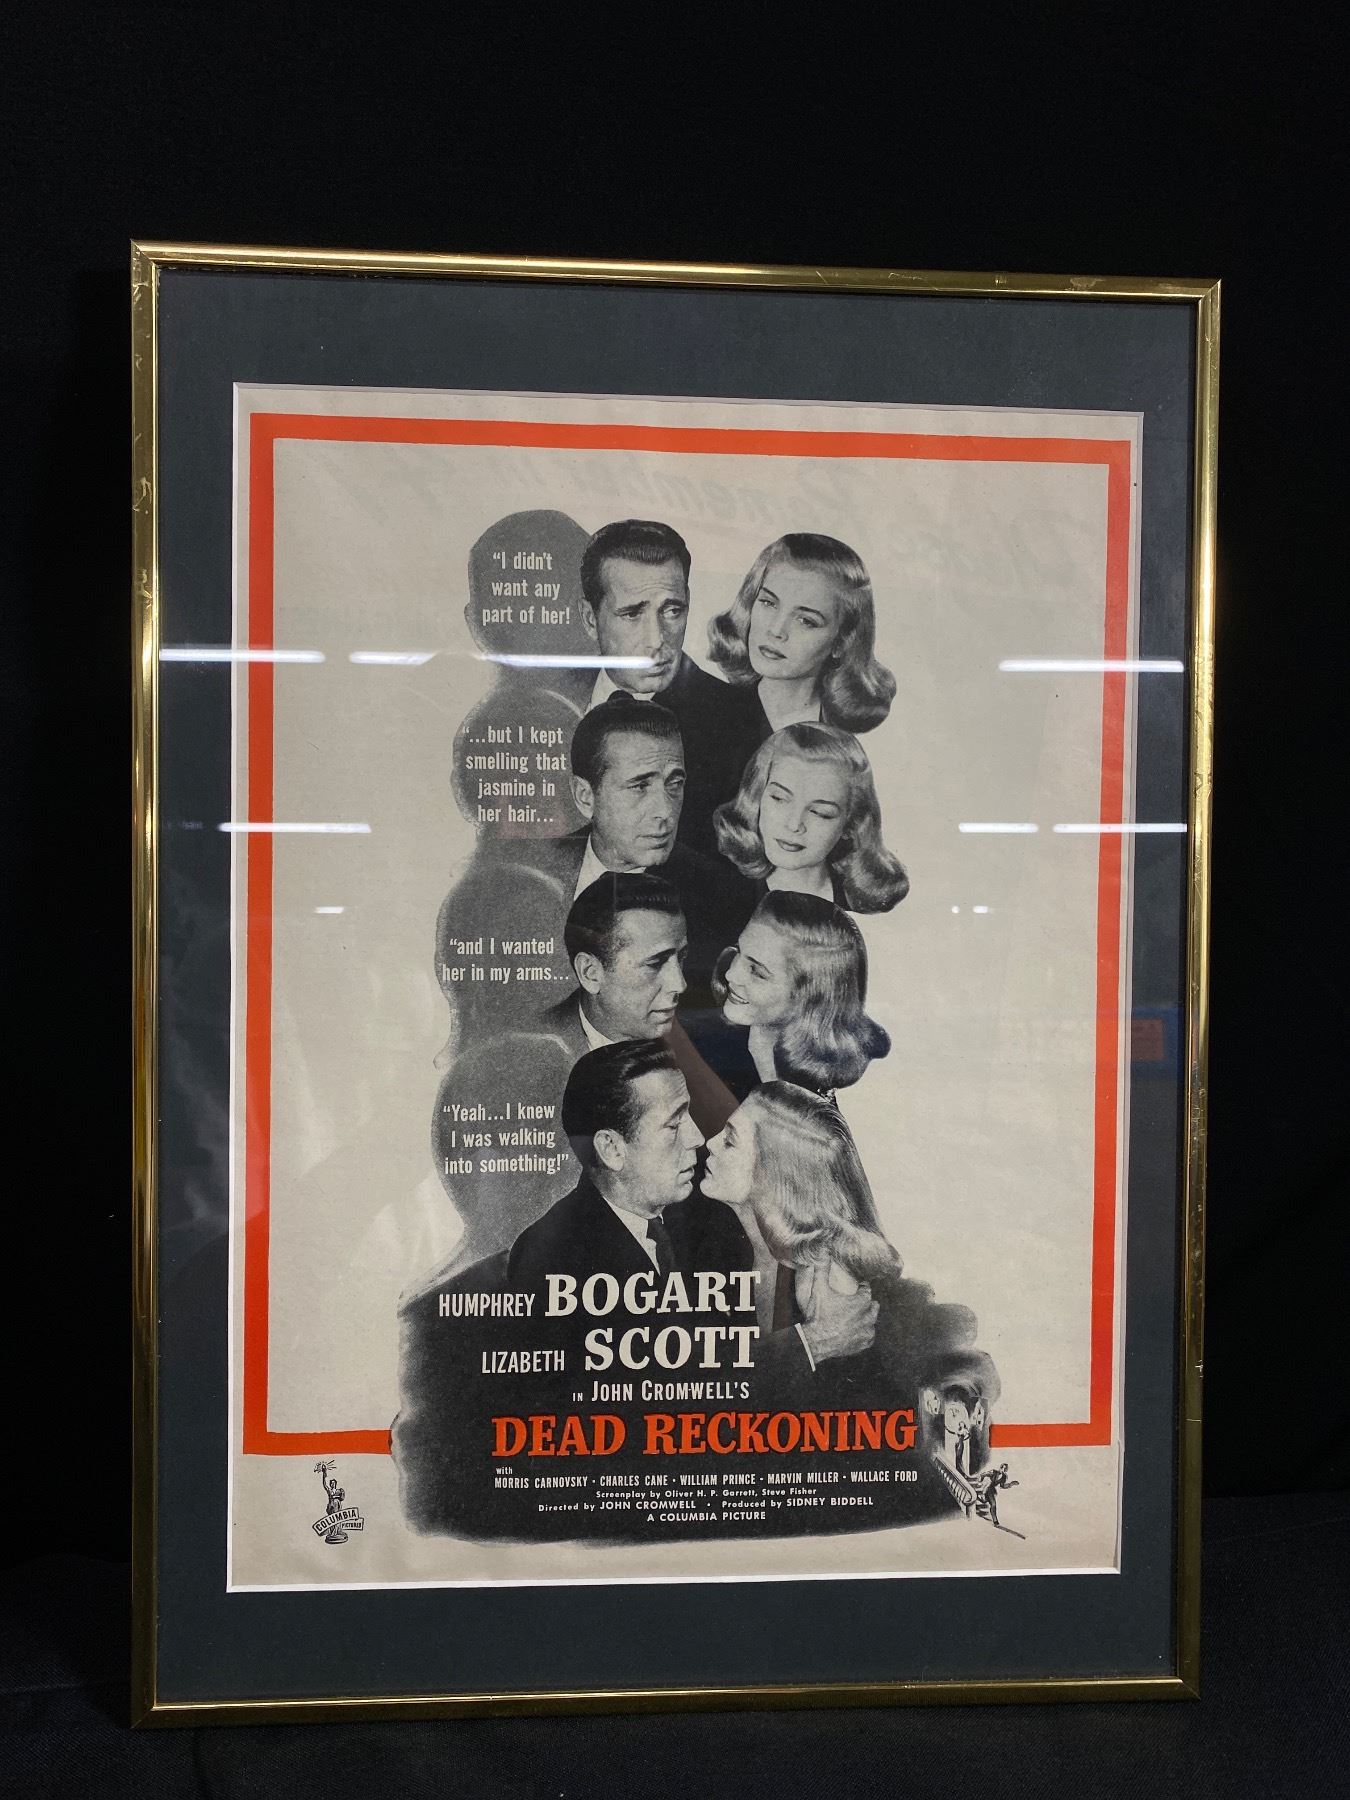 “I didn't
want any
part of her!
“...but I kept
smelling that
jasmine in
her hair...
“and I wanted
her in my arms...
“Yeah...I knew
I was walking
into something!”
HUMPHREY BOGART
LIZABETH SCOTT
IN JOHN CROMWELL'S
DEAD RECKONING
with
MORRIS CARNOVSKY • CHARLES CANE • WILLIAM PRINCE • MARVIN MILLER • WALLACE FORD
Screenplay by Oliver H. P. Garrett, Steve Fisher
Directed by JOHN CROMWELL • Produced by SIDNEY BIDDELL
A COLUMBIA PICTURE
COLUMBIA
PICTURES